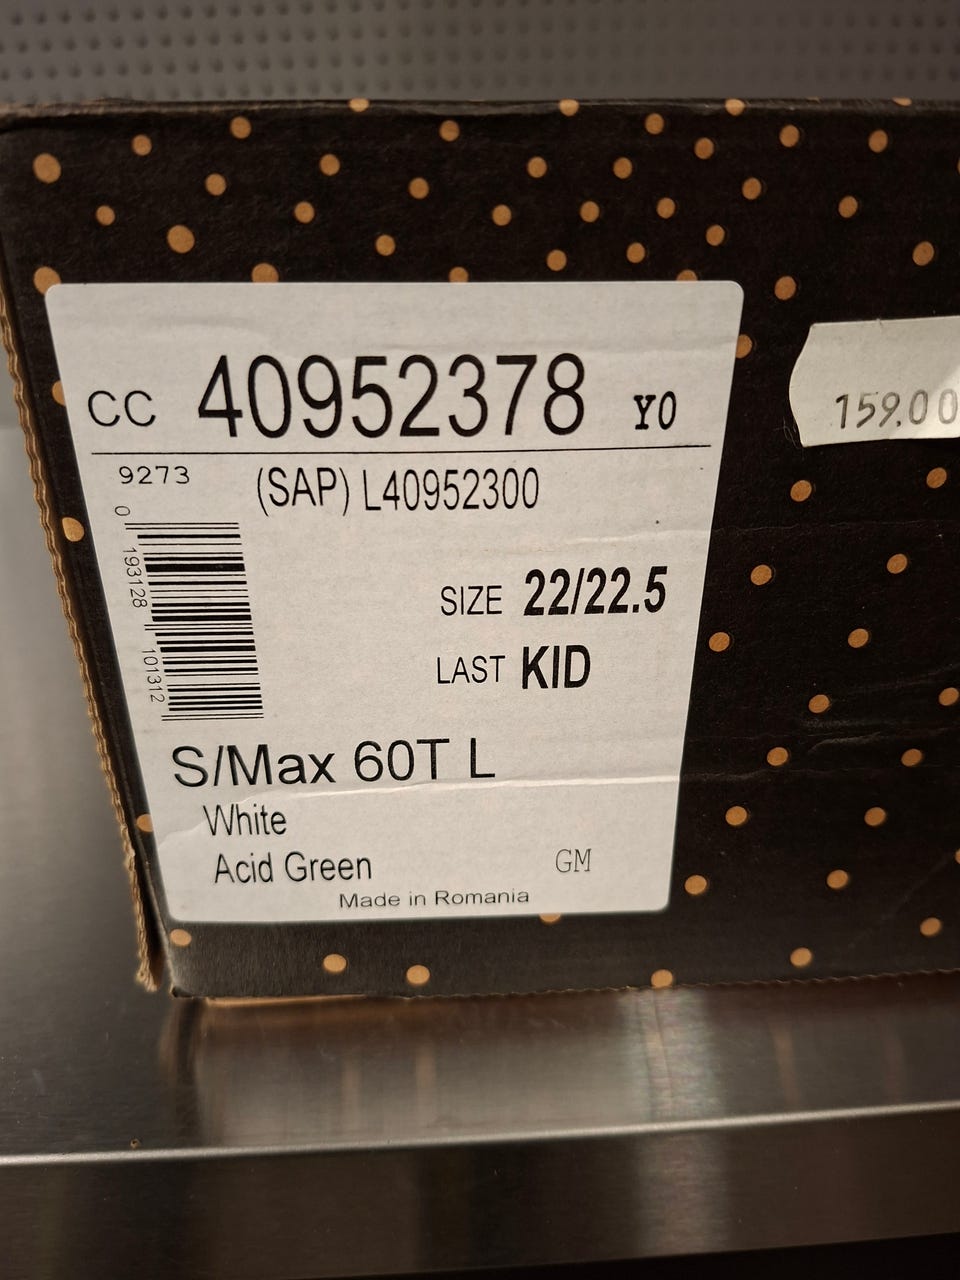 CC 40952378 Y0
159.00
9273
(SAP) L40952300
0 193128 101312
SIZE 22/22.5
LAST KID
S/Max 60T L
White
Acid Green
GM
Made in Romania